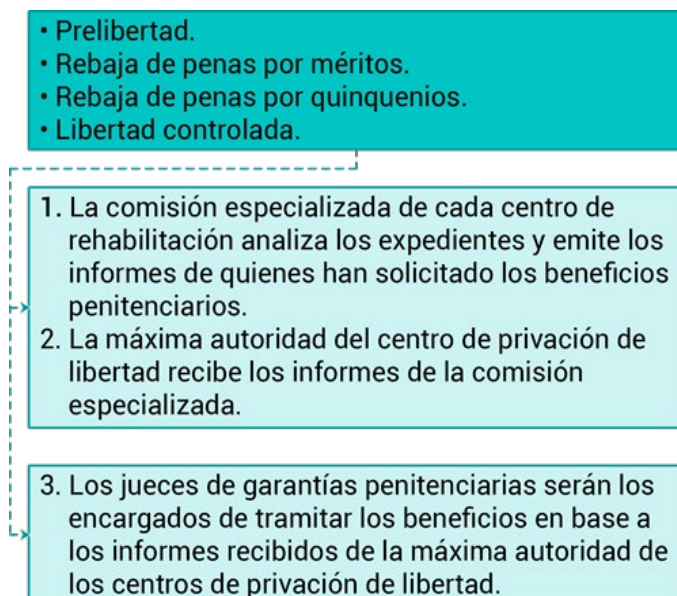 • Prelibertad.
• Rebaja de penas por méritos.
• Rebaja de penas por quinquenios.
• Libertad controlada.
1. La comisión especializada de cada centro de
rehabilitación analiza los expedientes y emite los
informes de quienes han solicitado los beneficios
penitenciarios.
2. La máxima autoridad del centro de privación de
libertad recibe los informes de la comisión
especializada.
3. Los jueces de garantías penitenciarias serán los
encargados de tramitar los beneficios en base a
los informes recibidos de la máxima autoridad de
los centros de privación de libertad.